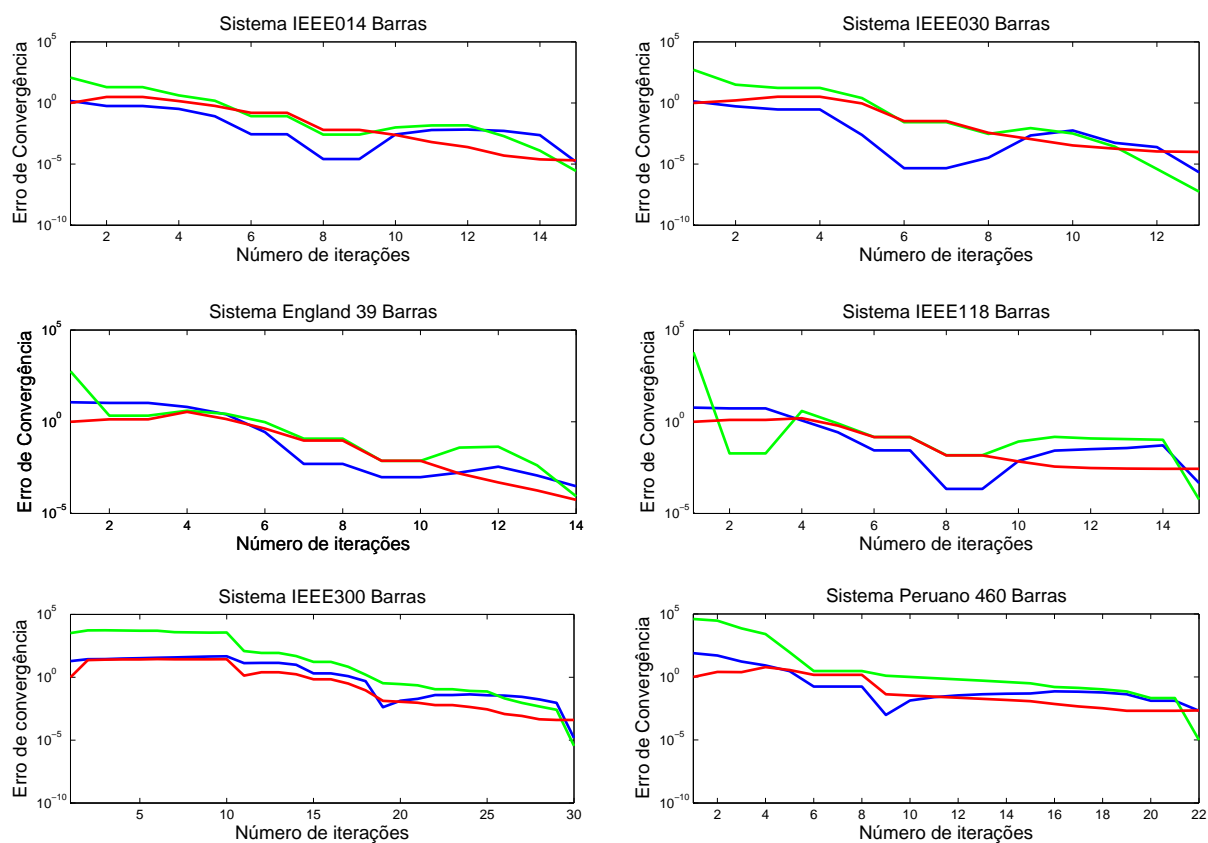 Sistema IEEE014 Barras
Erro de Convergência
10^5
10^0
10^-5
10^-10
2 4 6 8 10 12 14
Número de iterações
Sistema IEEE030 Barras
Erro de Convergência
10^5
10^0
10^-5
10^-10
2 4 6 8 10 12
Número de iterações
Sistema England 39 Barras
Erro de Convergência
10^5
10^0
10^-5
2 4 6 8 10 12 14
Número de iterações
Sistema IEEE118 Barras
Erro de Convergência
10^5
10^0
10^-5
2 4 6 8 10 12 14
Número de iterações
Sistema IEEE300 Barras
Erro de convergência
10^5
10^0
10^-5
10^-10
5 10 15 20 25 30
Número de iterações
Sistema Peruano 460 Barras
Erro de Convergência
10^5
10^0
10^-5
10^-10
2 4 6 8 10 12 14 16 18 20 22
Número de iterações